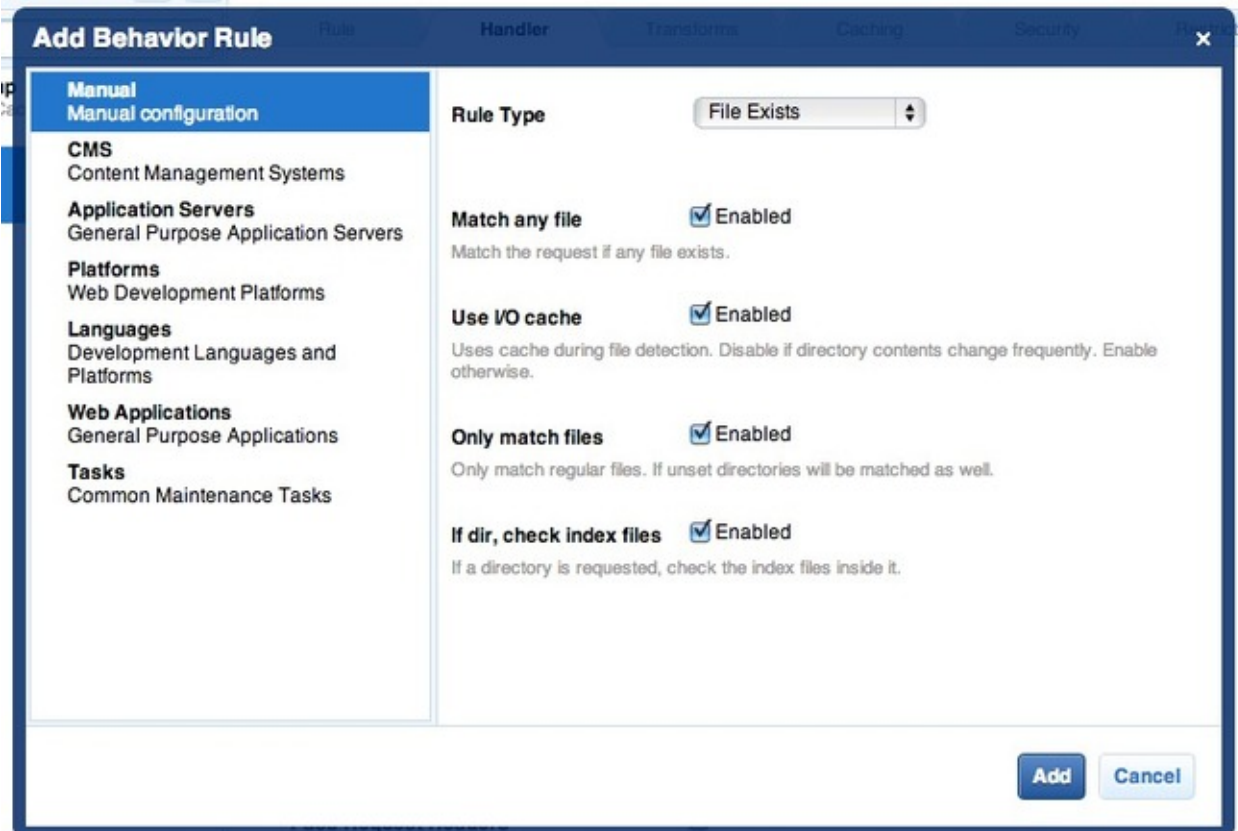 Rule Handler Transforms Caching Security
Add Behavior Rule
Manual
Manual configuration
CMS
Content Management Systems
Application Servers
General Purpose Application Servers
Platforms
Web Development Platforms
Languages
Development Languages and
Platforms
Web Applications
General Purpose Applications
Tasks
Common Maintenance Tasks
Rule Type File Exists
Match any file Enabled
Match the request if any file exists.
Use I/O cache Enabled
Uses cache during file detection. Disable if directory contents change frequently. Enable
otherwise.
Only match files Enabled
Only match regular files. If unset directories will be matched as well.
If dir, check index files Enabled
If a directory is requested, check the index files inside it.
Add Cancel